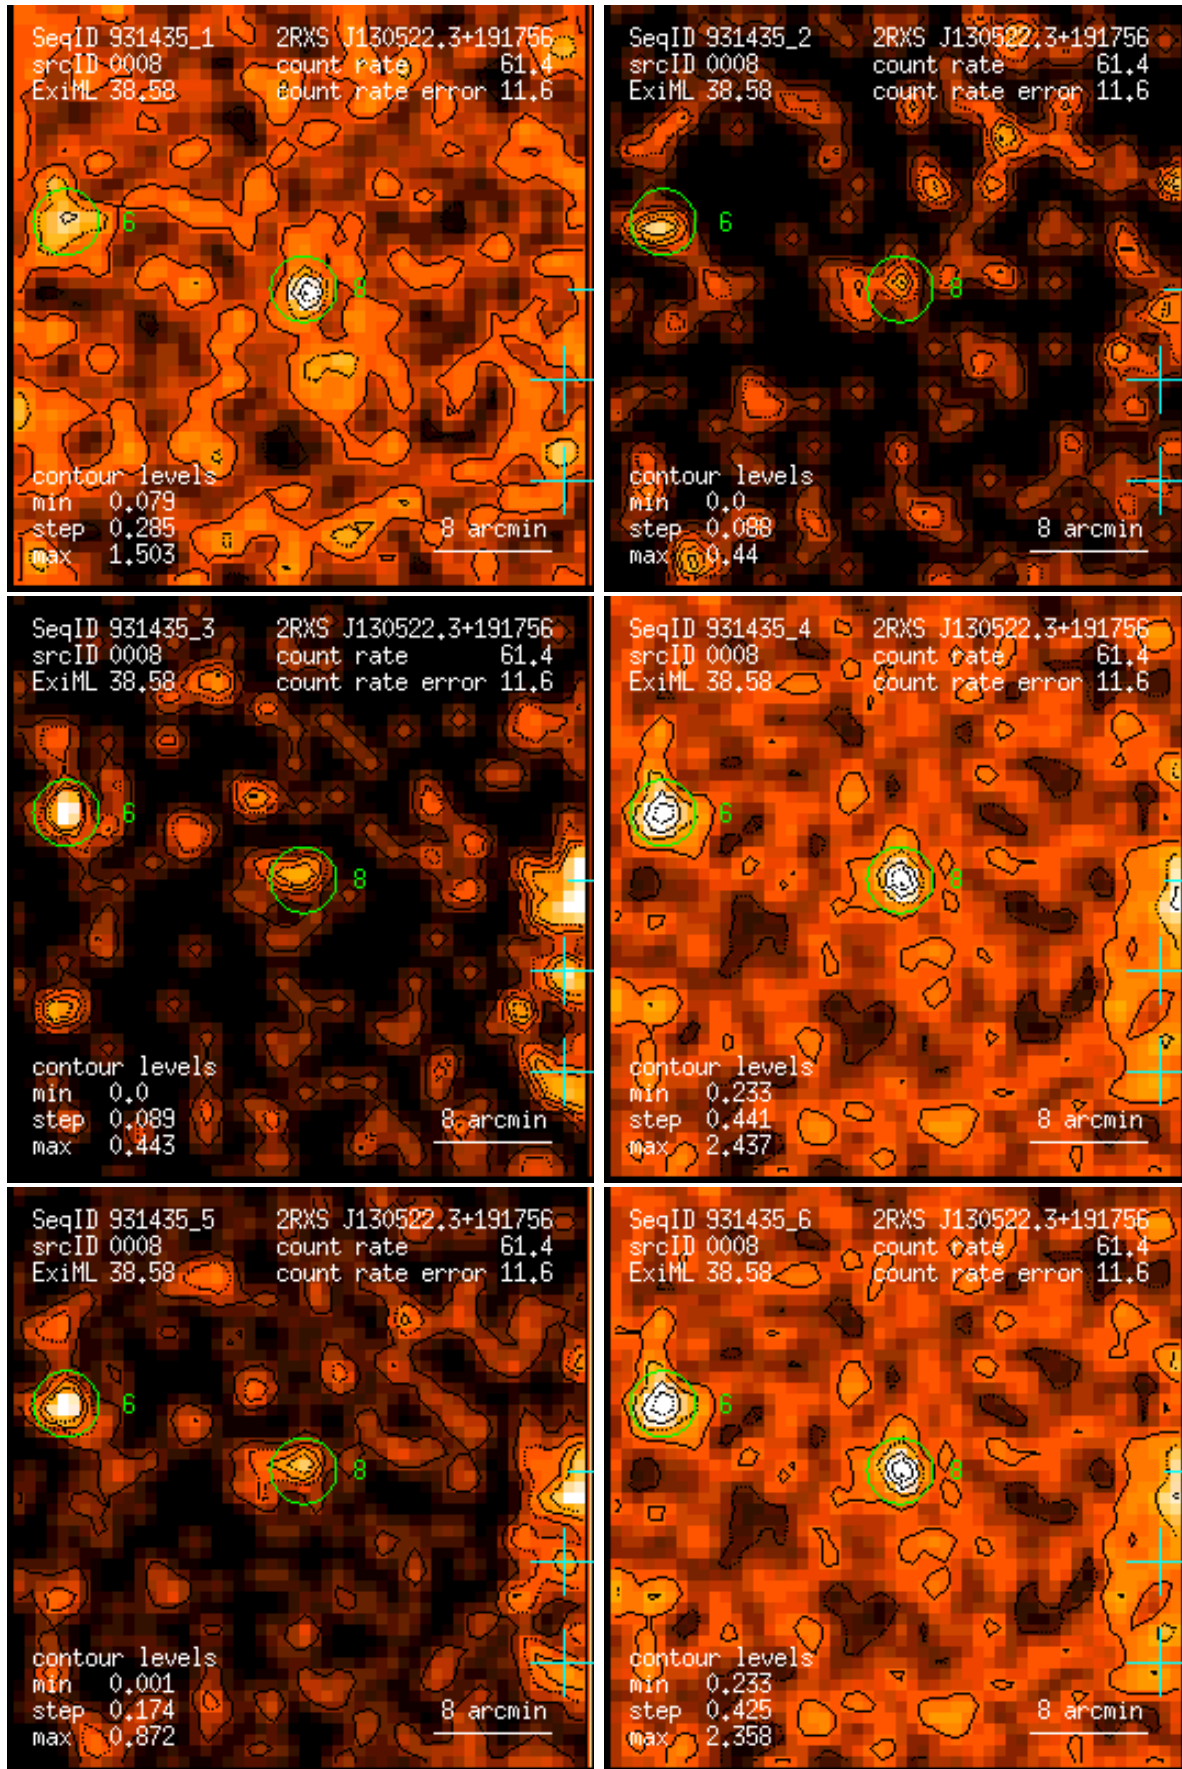 SeqID 931435_1 2RXS J130522.3+191756
srcID 0008 count rate 61.4
ExiML 38.58 count rate error 11.6
6
8
contour levels
min 0.079
step 0.285 8 arcmin
max 1.503
SeqID 931435_2 2RXS J130522.3+191756
srcID 0008 count rate 61.4
ExiML 38.58 count rate error 11.6
6
8
contour levels
min 0.0
step 0.088 8 arcmin
max 0.44
SeqID 931435_3 2RXS J130522.3+191756
srcID 0008 count rate 61.4
ExiML 38.58 count rate error 11.6
6
8
contour levels
min 0.0
step 0.089 8 arcmin
max 0.443
SeqID 931435_4 2RXS J130522.3+191756
srcID 0008 count rate 61.4
ExiML 38.58 count rate error 11.6
6
8
contour levels
min 0.233
step 0.441 8 arcmin
max 2.437
SeqID 931435_5 2RXS J130522.3+191756
srcID 0008 count rate 61.4
ExiML 38.58 count rate error 11.6
6
8
contour levels
min 0.001
step 0.174 8 arcmin
max 0.872
SeqID 931435_6 2RXS J130522.3+191756
srcID 0008 count rate 61.4
ExiML 38.58 count rate error 11.6
6
8
contour levels
min 0.233
step 0.425 8 arcmin
max 2.358